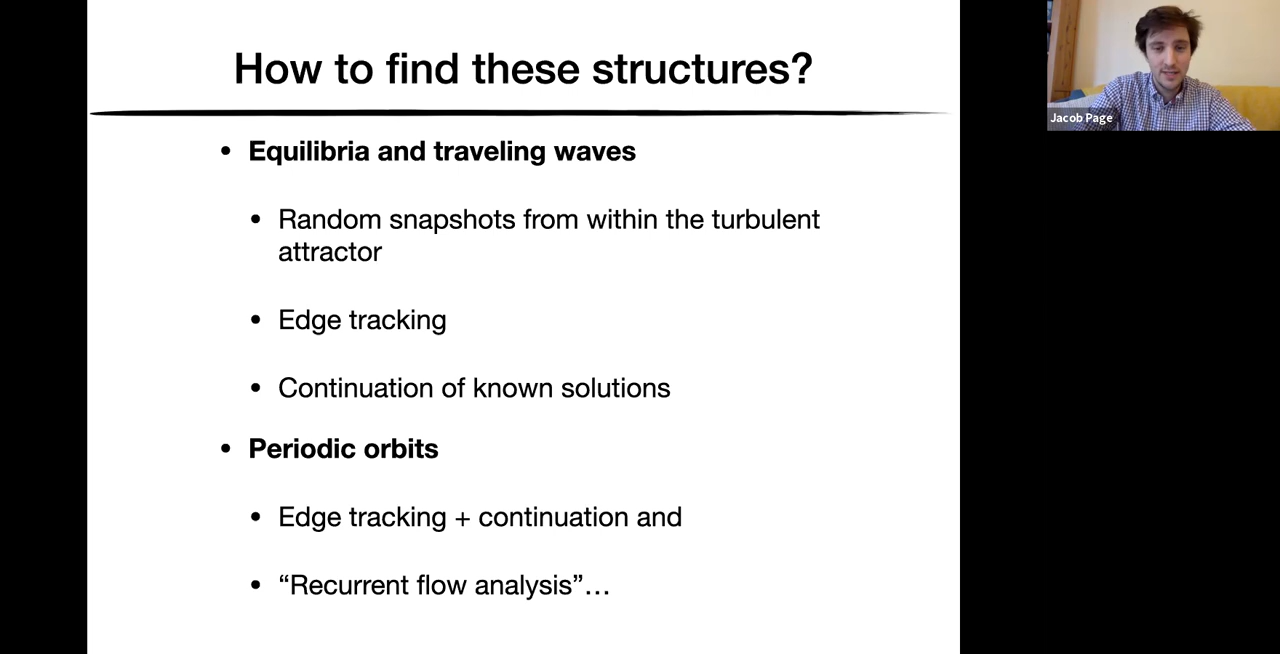 How to find these structures?
• Equilibria and traveling waves
• Random snapshots from within the turbulent
attractor
• Edge tracking
• Continuation of known solutions
• Periodic orbits
• Edge tracking + continuation and
• “Recurrent flow analysis”…
Jacob Page